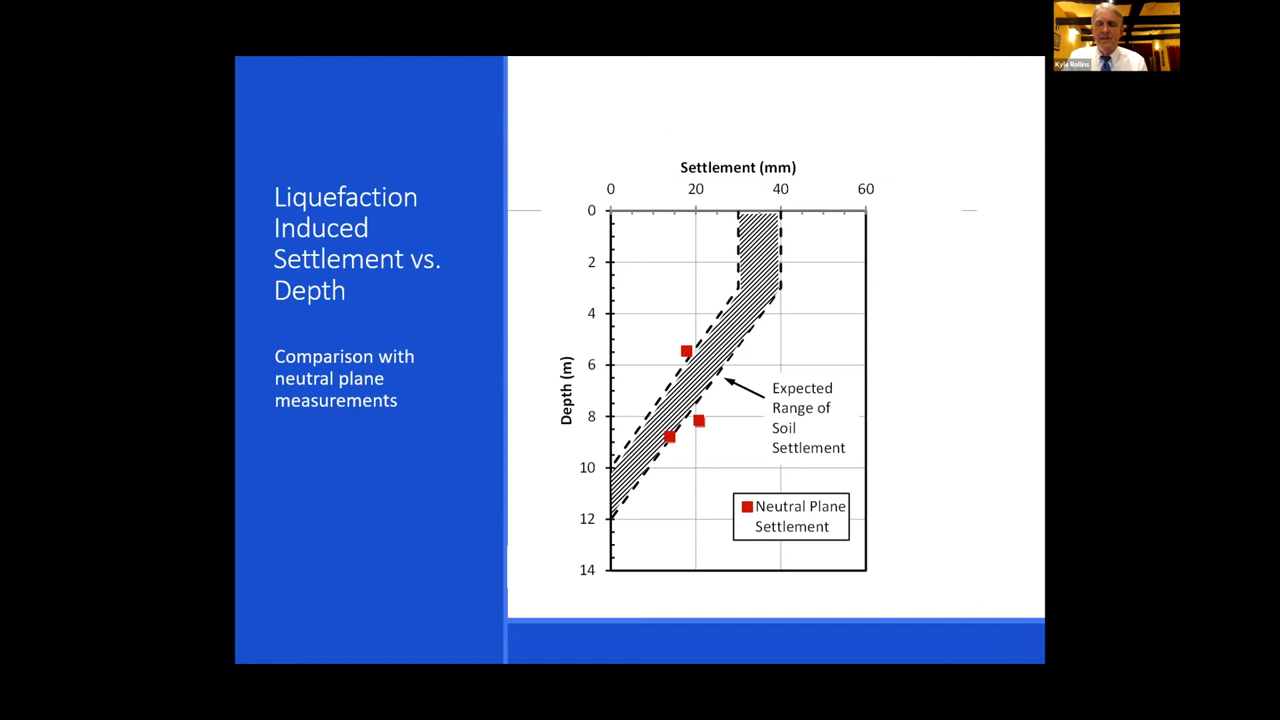 Kyle Rollins
Liquefaction
Induced
Settlement vs.
Depth
Comparison with
neutral plane
measurements
Settlement (mm)
0 20 40 60
0
2
4
6
8
10
12
14
Depth (m)
Expected
Range of
Soil
Settlement
Neutral Plane
Settlement